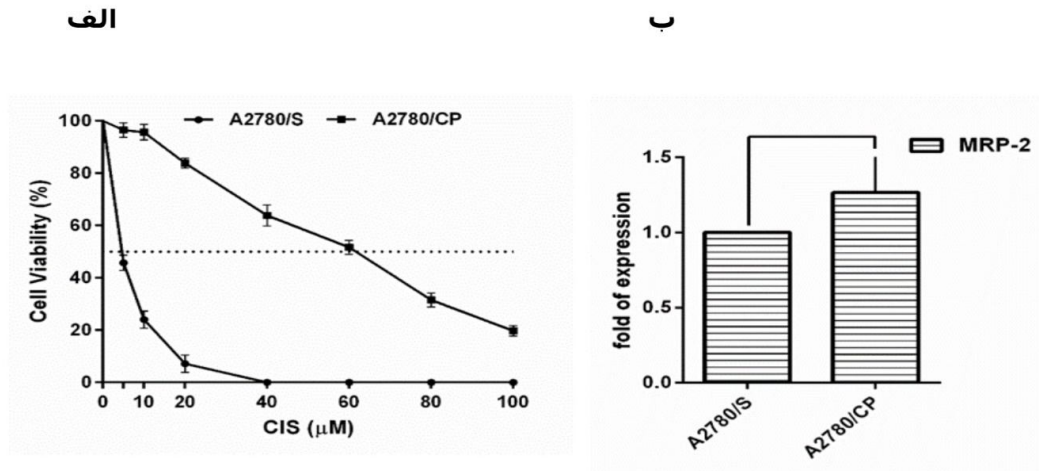 الف
ب
A2780/S A2780/CP
100
80
60
40
20
0
Cell Viability (%)
0 10 20 40 60 80 100
CIS (μM)
MRP-2
1.5
1.0
0.5
0.0
fold of expression
A2780/S
A2780/CP